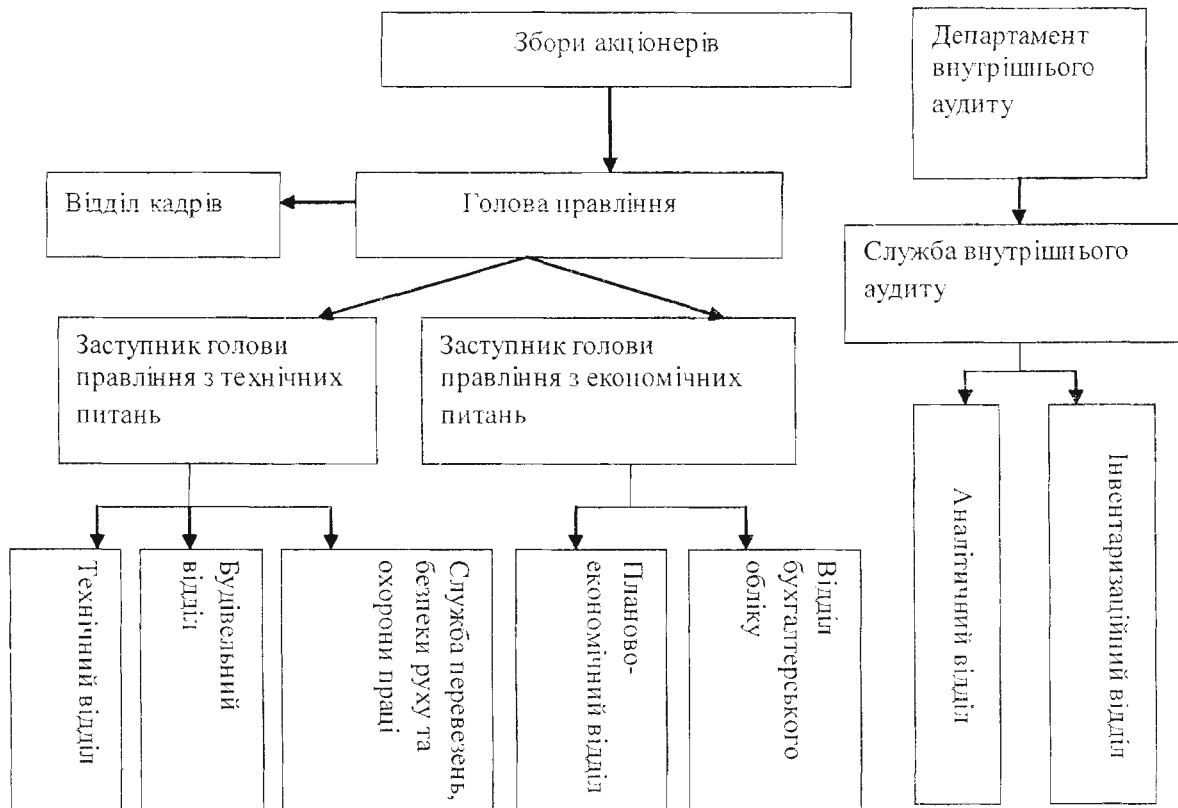 Збори акціонерів
Департамент
внутрішнього
аудиту
Відділ кадрів
Голова правління
Служба внутрішнього
аудиту
Заступник голови
правління з технічних
питань
Заступник голови
правління з економічних
питань
Технічний відділ
Будівельний
відділ
Служба перевезень,
безпеки руху та
охорони праці
Планово-
економічний відділ
Відділ
бухгалтерського
обліку
Аналітичний відділ
Інвентаризаційний відділ